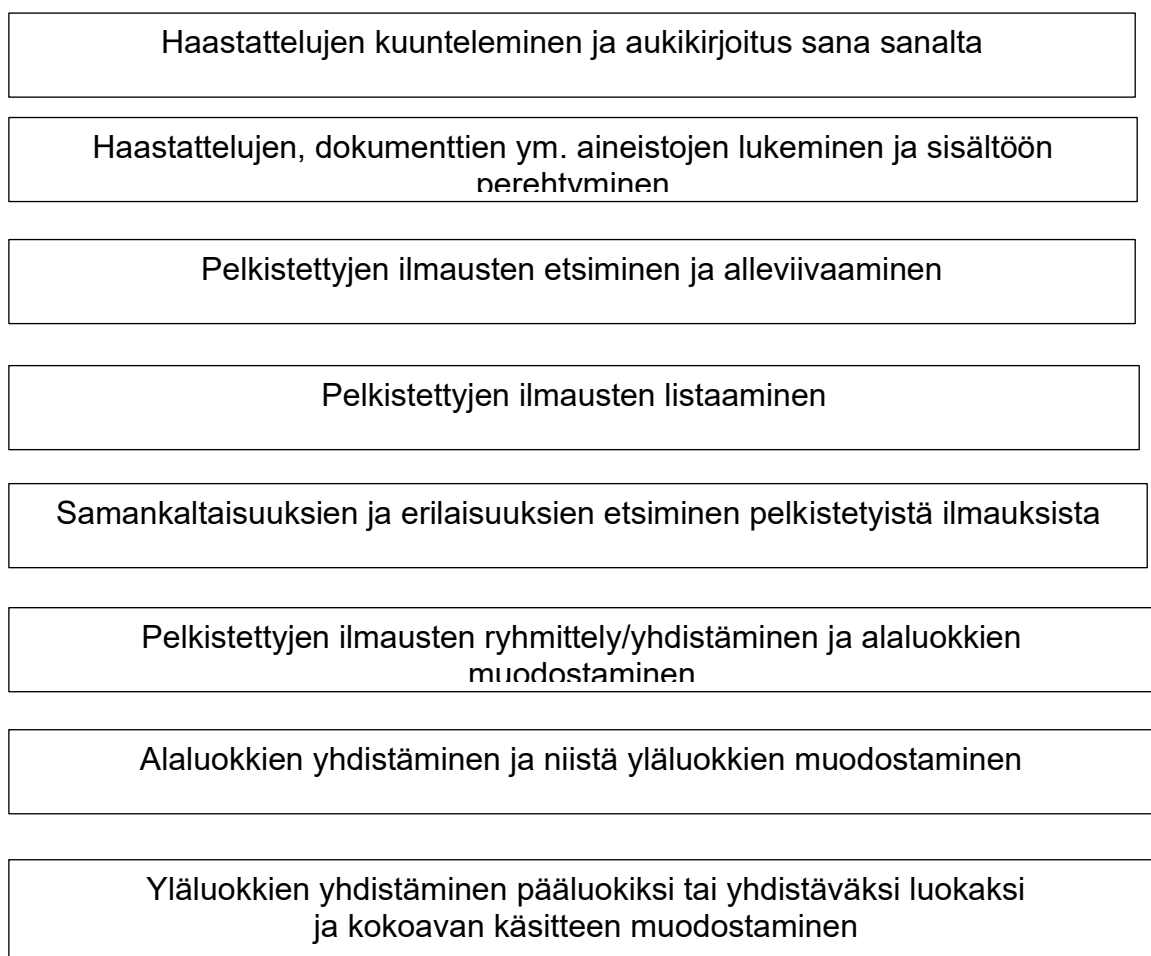 Haastattelujen kuunteleminen ja aukikirjoitus sana sanalta
Haastattelujen, dokumenttien ym. aineistojen lukeminen ja sisältöön
perehtyminen
Pelkistettyjen ilmausten etsiminen ja alleviivaaminen
Pelkistettyjen ilmausten listaaminen
Samankaltaisuuksien ja erilaisuuksien etsiminen pelkistetyistä ilmauksista
Pelkistettyjen ilmausten ryhmittely/yhdistäminen ja alaluokkien
muodostaminen
Alaluokkien yhdistäminen ja niistä yläluokkien muodostaminen
Yläluokkien yhdistäminen pääluokiksi tai yhdistäväksi luokaksi
ja kokoavan käsitteen muodostaminen